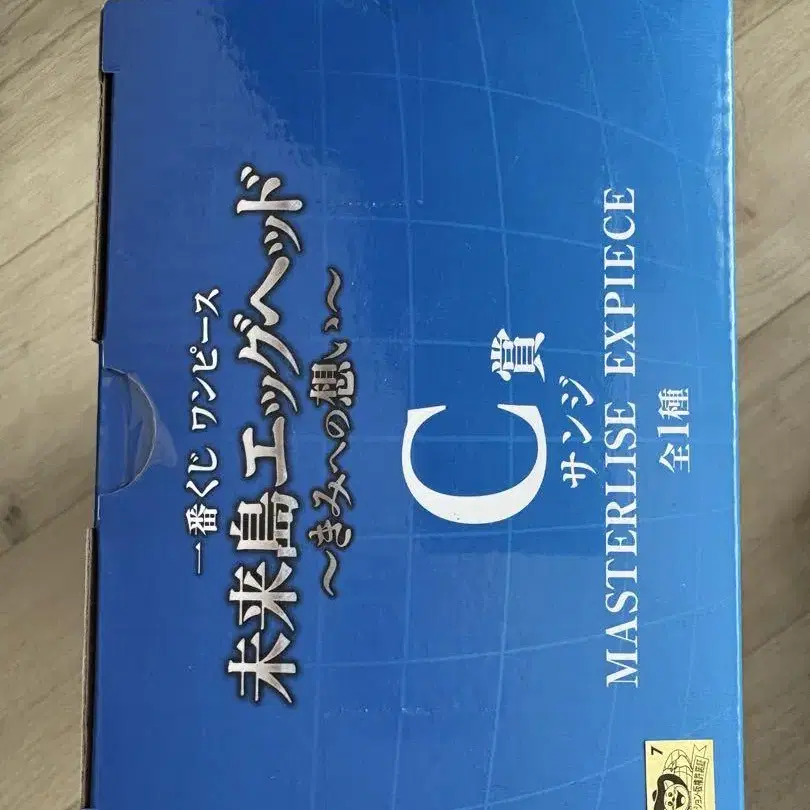 一番くじ ワンピース
未来島エッグヘッド
〜きみへの想い〜
C賞
サンジ
MASTERLISE EXPIECE
全1種
7